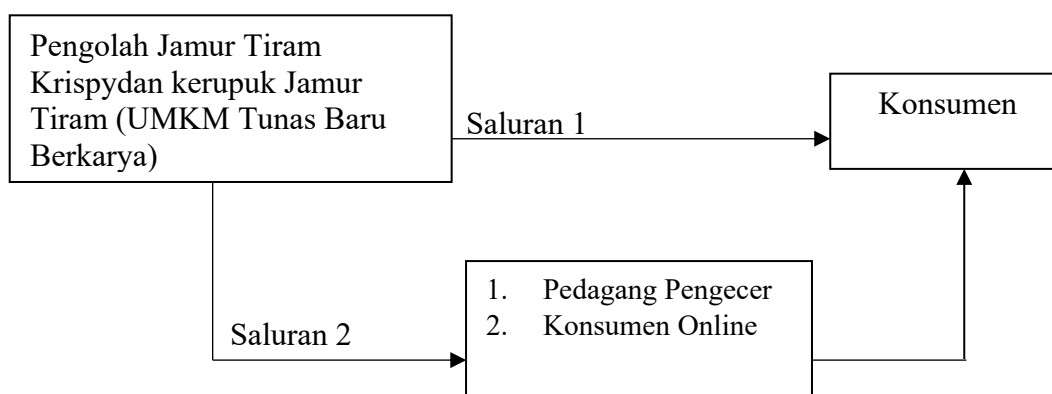 Pengolah Jamur Tiram
Krispydan kerupuk Jamur
Tiram (UMKM Tunas Baru
Berkarya)
Saluran 1
Konsumen
Saluran 2
1. Pedagang Pengecer
2. Konsumen Online